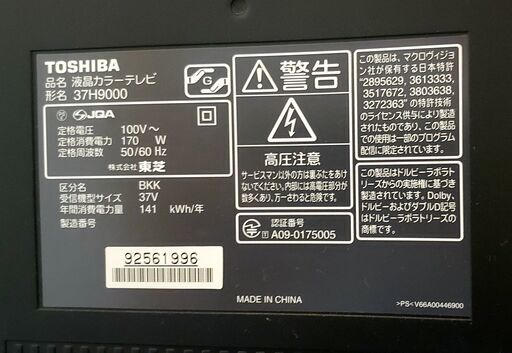 TOSHIBA
品名 液晶カラーテレビ
形名 37H9000
G
JQA
定格電圧: 100V～
定格消費電力: 170 W
定格周波数: 50/60 Hz
株式会社 東芝
区分名 BKK
受信機型サイズ 37V
年間消費電力量 141 kWh/年
92561996
警告
高圧注意
サービスマン以外の方は裏ぶたをあけ
ないでください。内部には高電圧部分が
数多くあり、万一さわると危険です。
認証番号
A09-0175005
MADE IN CHINA
この製品は、マクロヴィジョ
ン社が保有する日本特許
"2895629, 3613333,
3517672, 3803638,
3272363" の特許技術
のライセンス供与により製造
されたものであり、この製品
での使用は一部のプログラム
配信に限定されます。
この製品はドルビーラボラト
リーズからの実施権に基づき
製造されています。Dolby,
ドルビーおよびダブルD記号
はドルビーラボラトリーズの
商標です。
>PS< V66A00446900